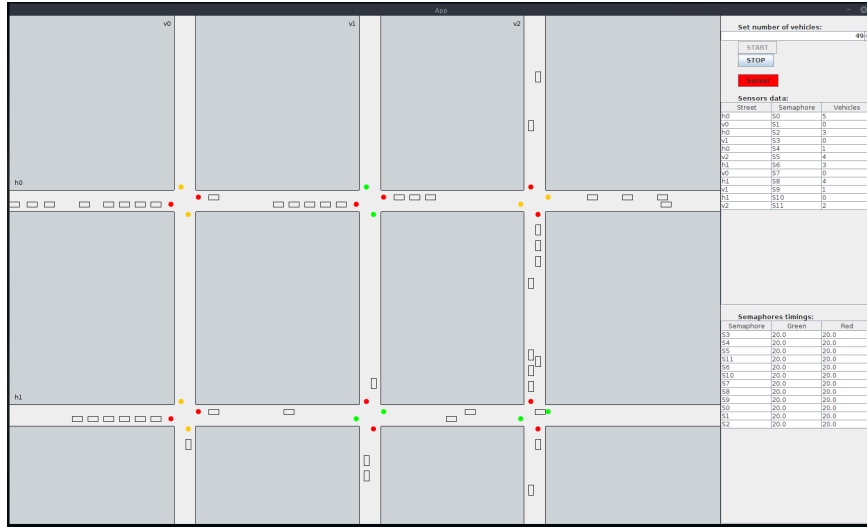 App
v0
v1
v2
h0
h1
Set number of vehicles:
49
START
STOP
Server
Sensors data:
Street Semaphore Vehicles
h0 S0 5
v0 S1 0
h0 S2 3
v1 S3 0
h0 S4 1
v2 S5 4
h1 S6 3
v0 S7 0
h1 S8 4
v1 S9 1
h1 S10 0
v2 S11 2
Semaphores timings:
Semaphore Green Red
S3 20.0 20.0
S4 20.0 20.0
S5 20.0 20.0
S11 20.0 20.0
S6 20.0 20.0
S10 20.0 20.0
S7 20.0 20.0
S8 20.0 20.0
S9 20.0 20.0
S0 20.0 20.0
S1 20.0 20.0
S2 20.0 20.0